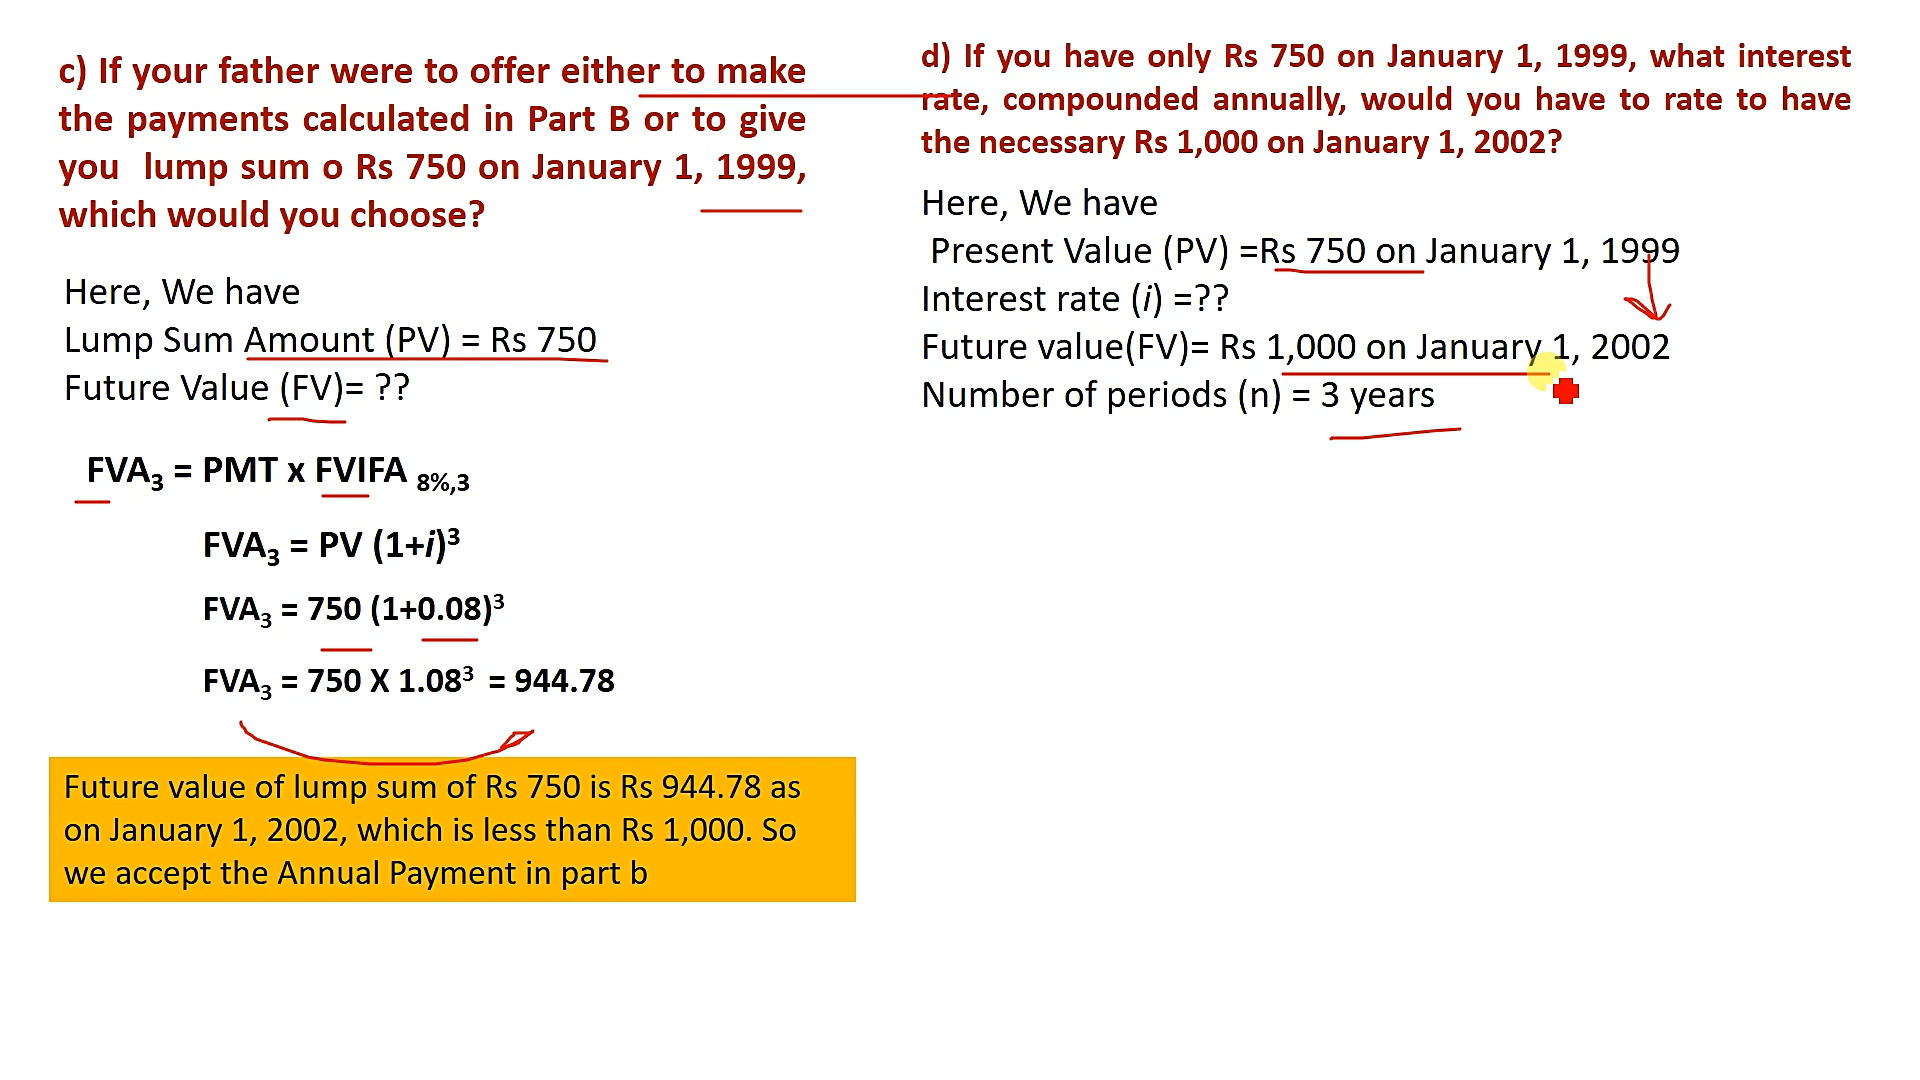 c) If your father were to offer either to make
the payments calculated in Part B or to give
you lump sum o Rs 750 on January 1, 1999,
which would you choose?
Here, We have
Lump Sum Amount (PV) = Rs 750
Future Value (FV)= ??
FVA₃ = PMT x FVIFA ₈%,₃
FVA₃ = PV (1+i)³
FVA₃ = 750 (1+0.08)³
FVA₃ = 750 X 1.08³ = 944.78
Future value of lump sum of Rs 750 is Rs 944.78 as
on January 1, 2002, which is less than Rs 1,000. So
we accept the Annual Payment in part b
d) If you have only Rs 750 on January 1, 1999, what interest
rate, compounded annually, would you have to rate to have
the necessary Rs 1,000 on January 1, 2002?
Here, We have
Present Value (PV) =Rs 750 on January 1, 1999
Interest rate (i) =??
Future value(FV)= Rs 1,000 on January 1, 2002
Number of periods (n) = 3 years